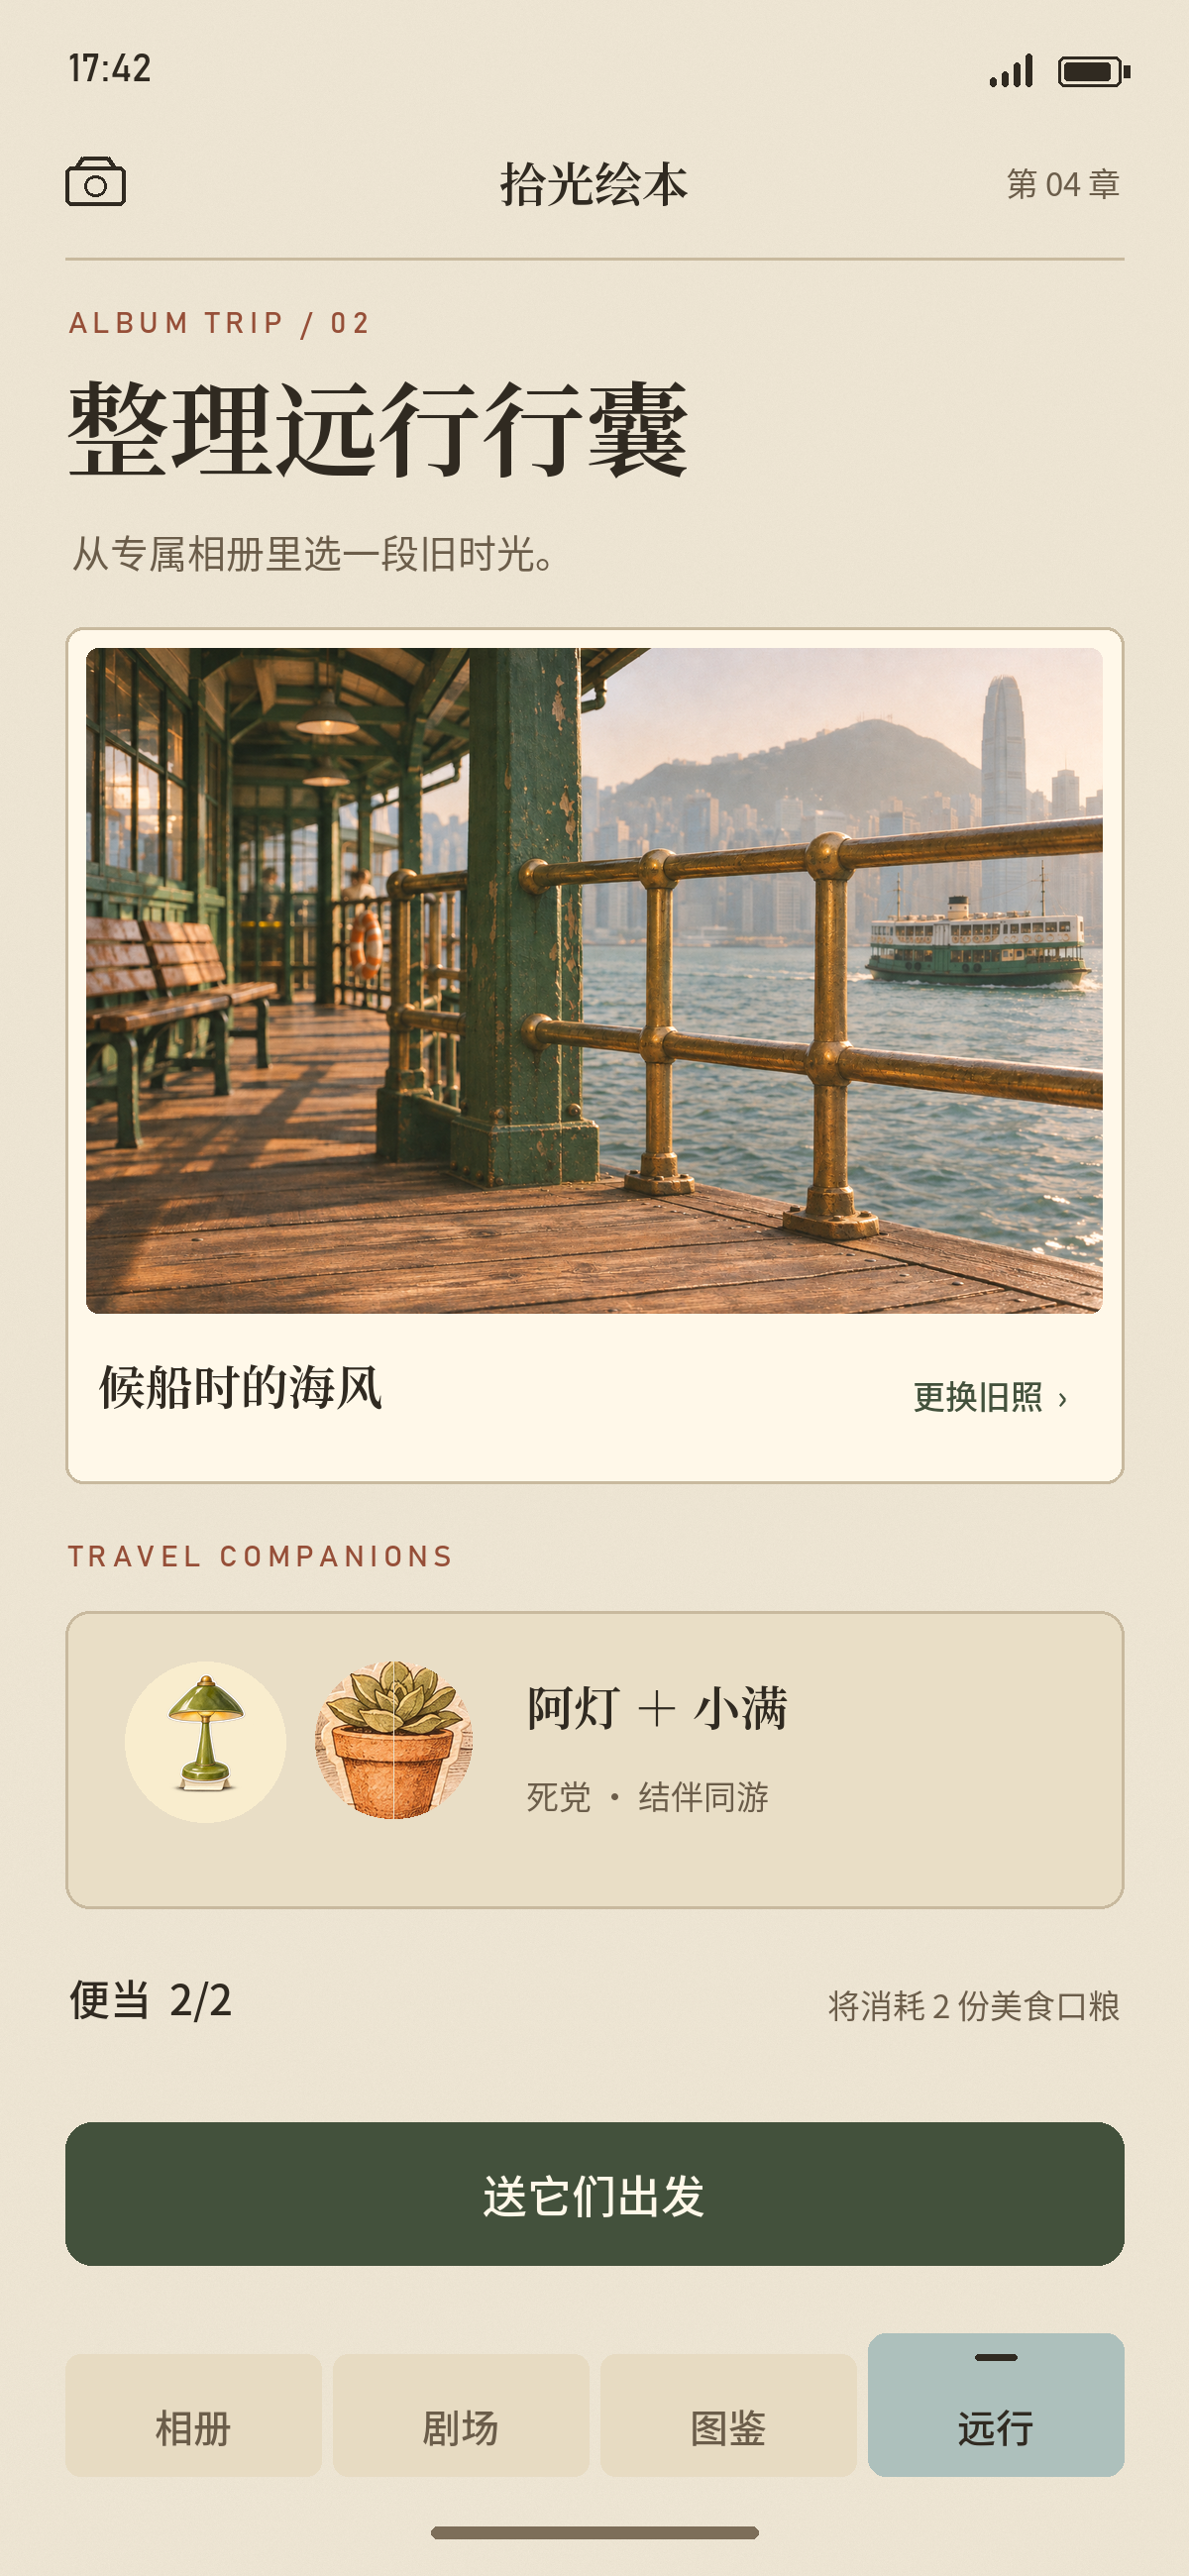 17:42
拾光绘本
第 04 章
ALBUM TRIP / 02
整理远行行囊
从专属相册里选一段旧时光。
候船时的海风
更换旧照 ›
TRAVEL COMPANIONS
阿灯 + 小满
死党 · 结伴同游
便当 2/2
将消耗 2 份美食口粮
送它们出发
相册
剧场
图鉴
远行